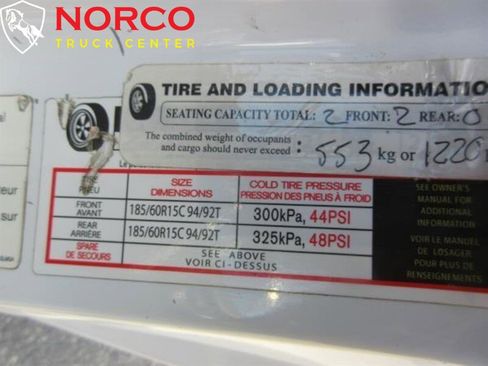 NORCO
TRUCK CENTER
TIRE AND LOADING INFORMATIO
SEATING CAPACITY TOTAL: 2 FRONT: 2 REAR: 0
The combined weight of occupants
and cargo should never exceed : 553 kg or 1220
PNEU
SIZE
DIMENSIONS
COLD TIRE PRESSURE
PRESSION DES PNEUS À FROID
SEE OWNER'S
MANUAL FOR
ADDITIONAL
INFORMATION
VOIR LE MANUEL
DE L'USAGER
POUR PLUS DE
RENSEIGNEMENTS
FRONT
AVANT
185/60R15C 94/92T
300kPa, 44PSI
REAR
ARRIÈRE
185/60R15C 94/92T
325kPa, 48PSI
SPARE
DE SECOURS
SEE ABOVE
VOIR CI-DESSUS